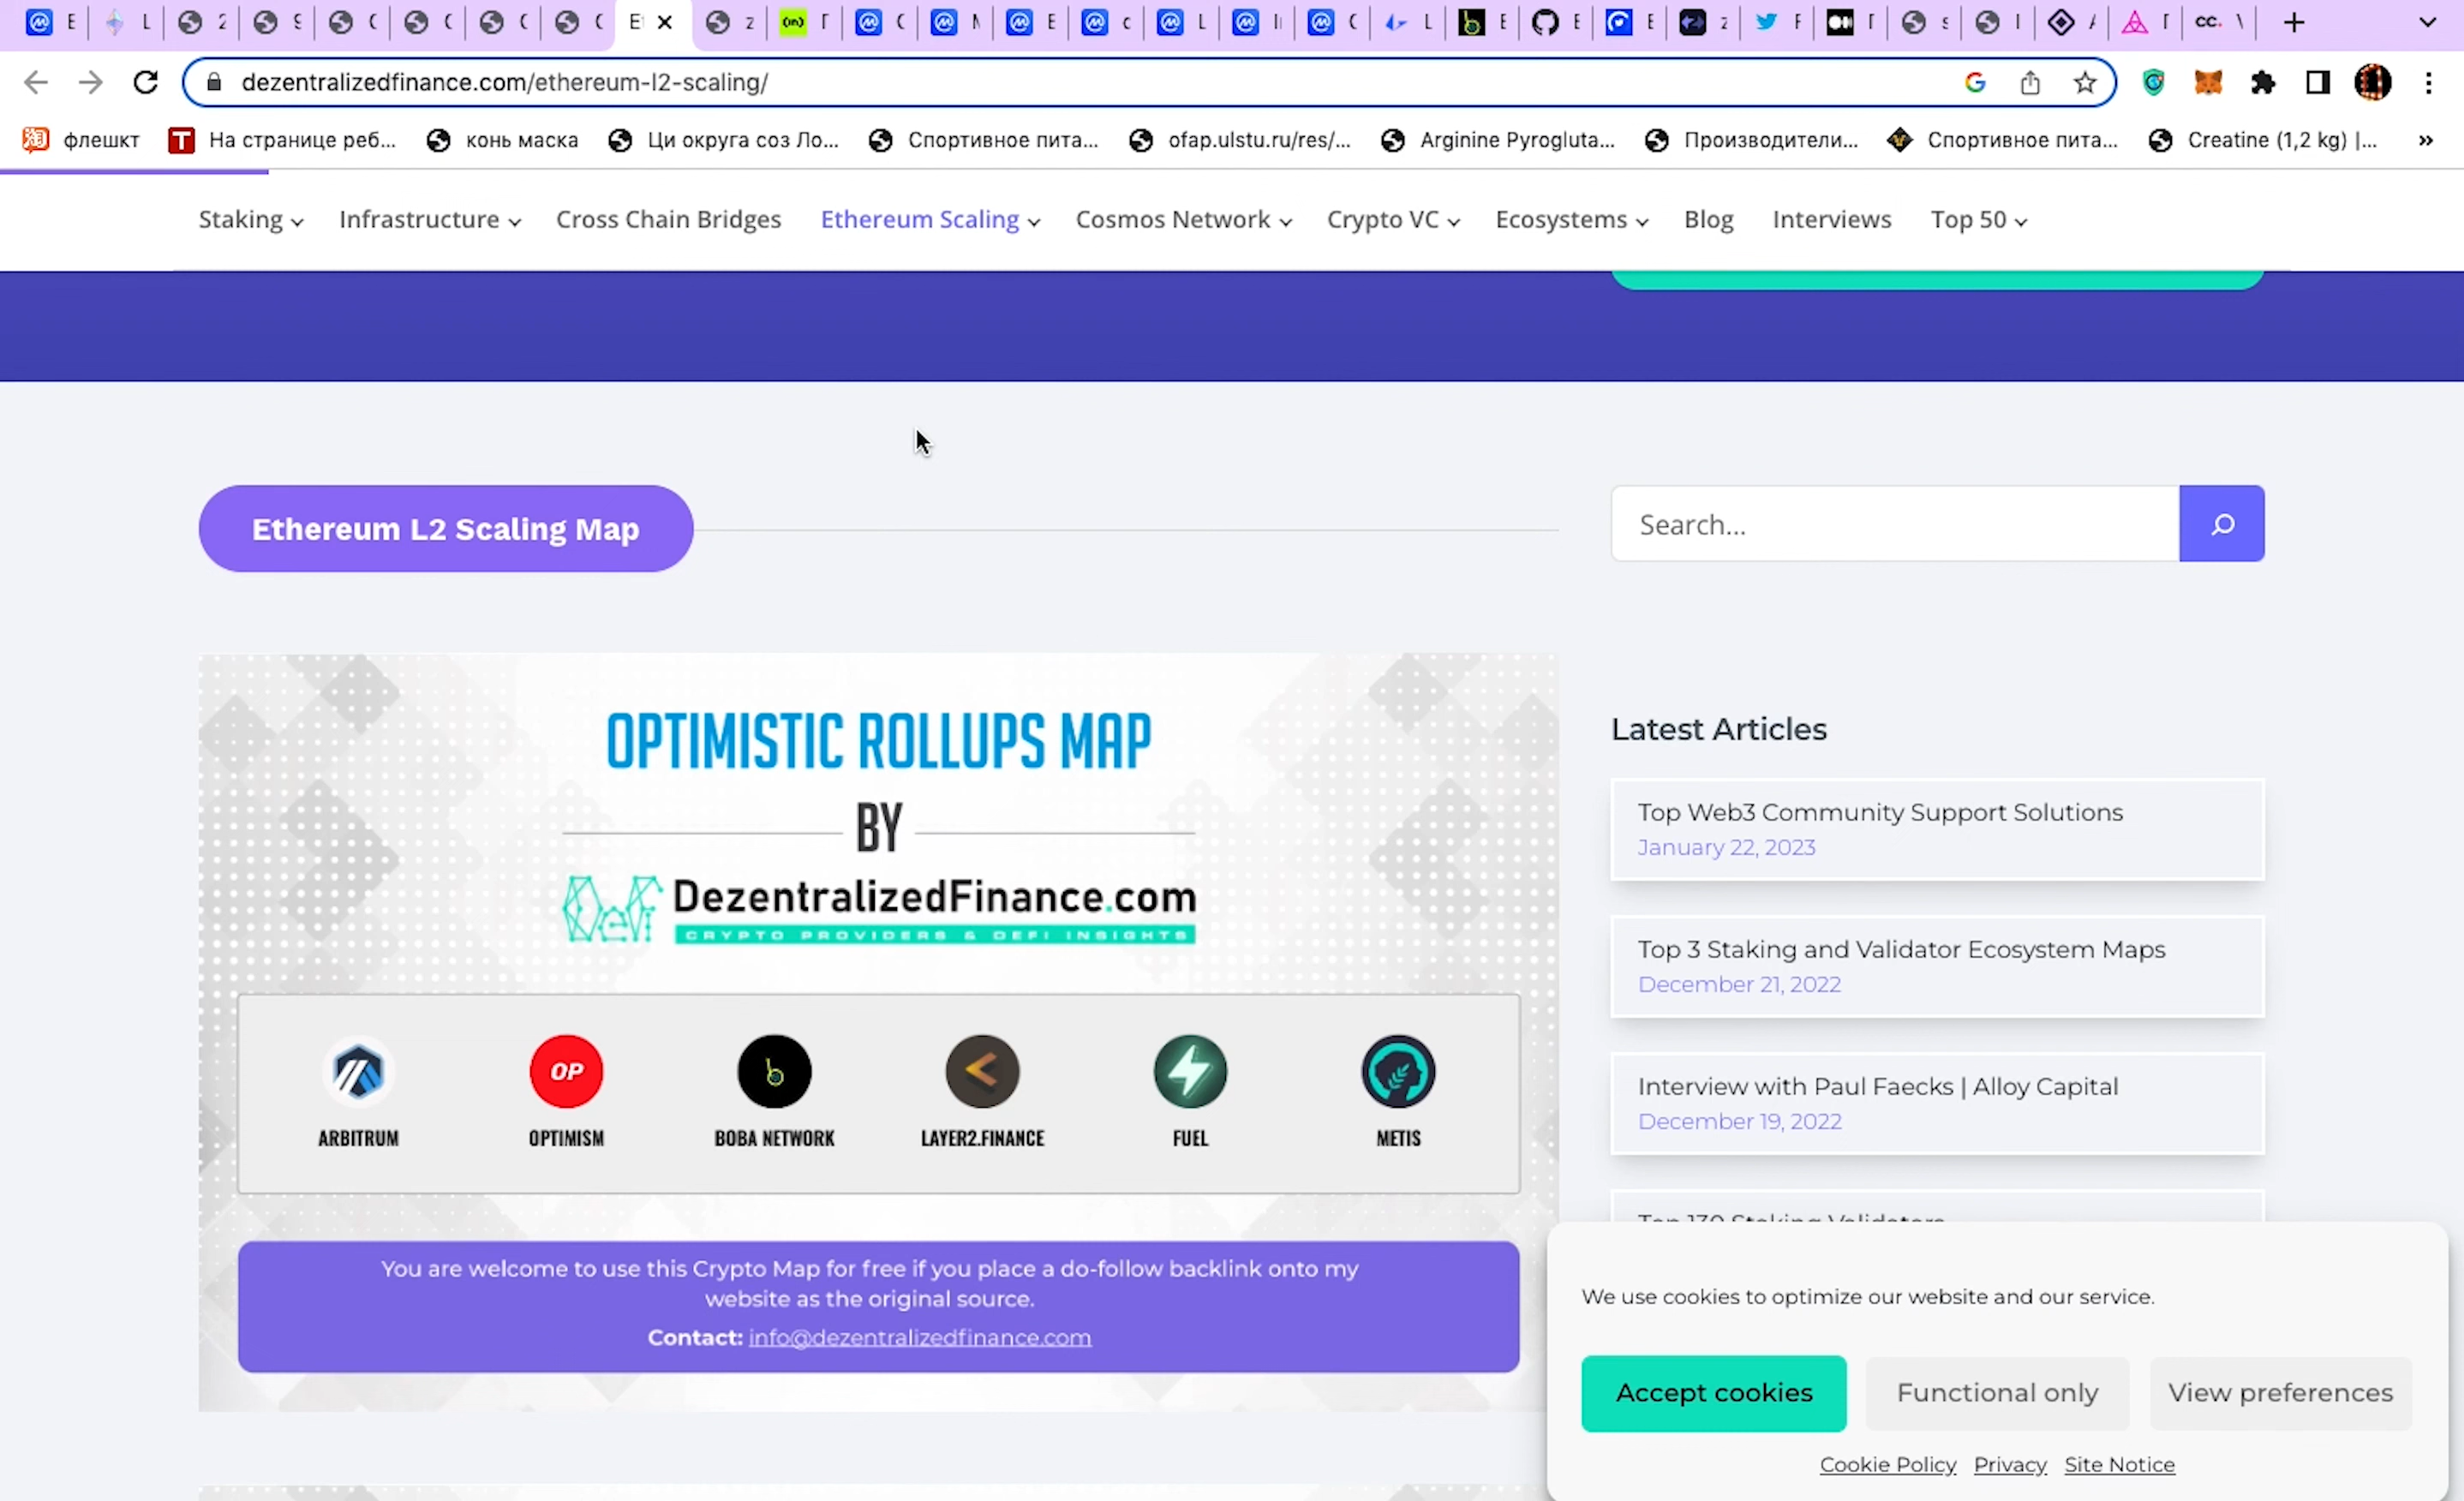 dezentralizedfinance.com/ethereum-l2-scaling/
флешкт
На странице реб...
конь маска
Ци округа соз Ло...
Спортивное пита...
ofap.ulstu.ru/res/...
Arginine Pyrogluta...
Производители...
Спортивное пита...
Creatine (1,2 kg) |...
Staking
Infrastructure
Cross Chain Bridges
Ethereum Scaling
Cosmos Network
Crypto VC
Ecosystems
Blog
Interviews
Top 50
Ethereum L2 Scaling Map
Search...
OPTIMISTIC ROLLUPS MAP
BY
DezentralizedFinance.com
CRYPTO PROVIDERS & DEFI INSIGHTS
OP
ARBITRUM
OPTIMISM
BOBA NETWORK
LAYER2.FINANCE
FUEL
METIS
You are welcome to use this Crypto Map for free if you place a do-follow backlink onto my
website as the original source.
Contact: info@dezentralizedfinance.com
Latest Articles
Top Web3 Community Support Solutions
January 22, 2023
Top 3 Staking and Validator Ecosystem Maps
December 21, 2022
Interview with Paul Faecks | Alloy Capital
December 19, 2022
Top 130 Staking Validators
We use cookies to optimize our website and our service.
Accept cookies
Functional only
View preferences
Cookie Policy
Privacy
Site Notice